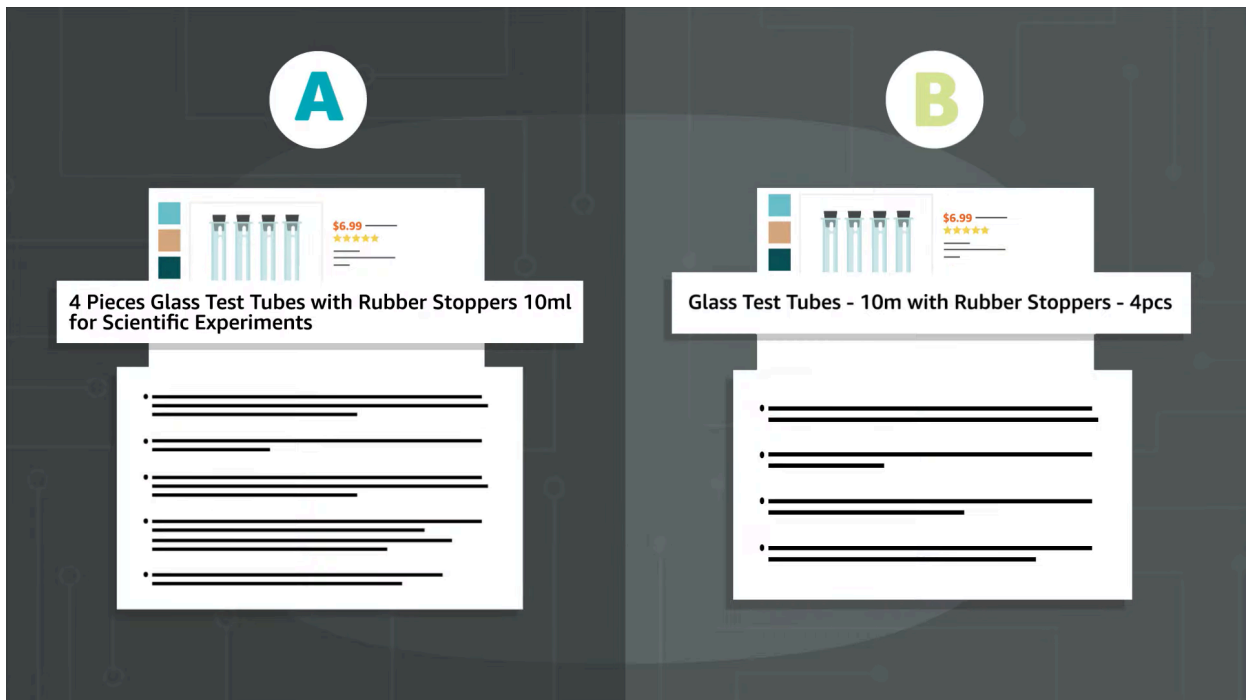 A
$6.99
4 Pieces Glass Test Tubes with Rubber Stoppers 10ml
for Scientific Experiments
B
$6.99
Glass Test Tubes - 10m with Rubber Stoppers - 4pcs